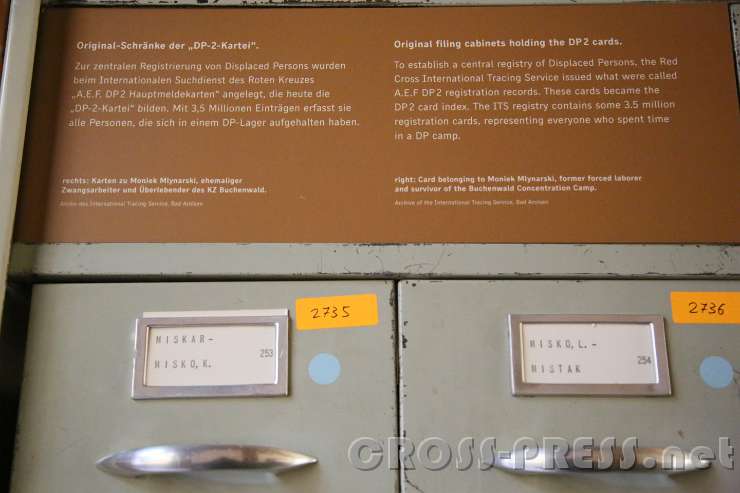 Original-Schränke der „DP-2-Kartei“.
Zur zentralen Registrierung von Displaced Persons wurden
beim Internationalen Suchdienst des Roten Kreuzes
„A.E.F. DP 2 Hauptmeldekarten“ angelegt, die heute die
„DP-2-Kartei“ bilden. Mit 3,5 Millionen Einträgen erfasst sie
alle Personen, die sich in einem DP-Lager aufgehalten haben.
rechts: Karten zu Moniek Mlynarski, ehemaliger
Zwangsarbeiter und Überlebender des KZ Buchenwald.
Archiv des International Tracing Service, Bad Arolsen
Original filing cabinets holding the DP 2 cards.
To establish a central registry of Displaced Persons, the Red
Cross International Tracing Service issued what were called
A.E.F DP 2 registration records. These cards became the
DP 2 card index. The ITS registry contains some 3.5 million
registration cards, representing everyone who spent time
in a DP camp.
right: Card belonging to Moniek Mlynarski, former forced laborer
and survivor of the Buchenwald Concentration Camp.
Archive of the International Tracing Service, Bad Arolsen
2735
MISKAR-
253
MISKO, K.
2736
MISKO, L.-
254
MISTAK
CROSS-PRESS.net